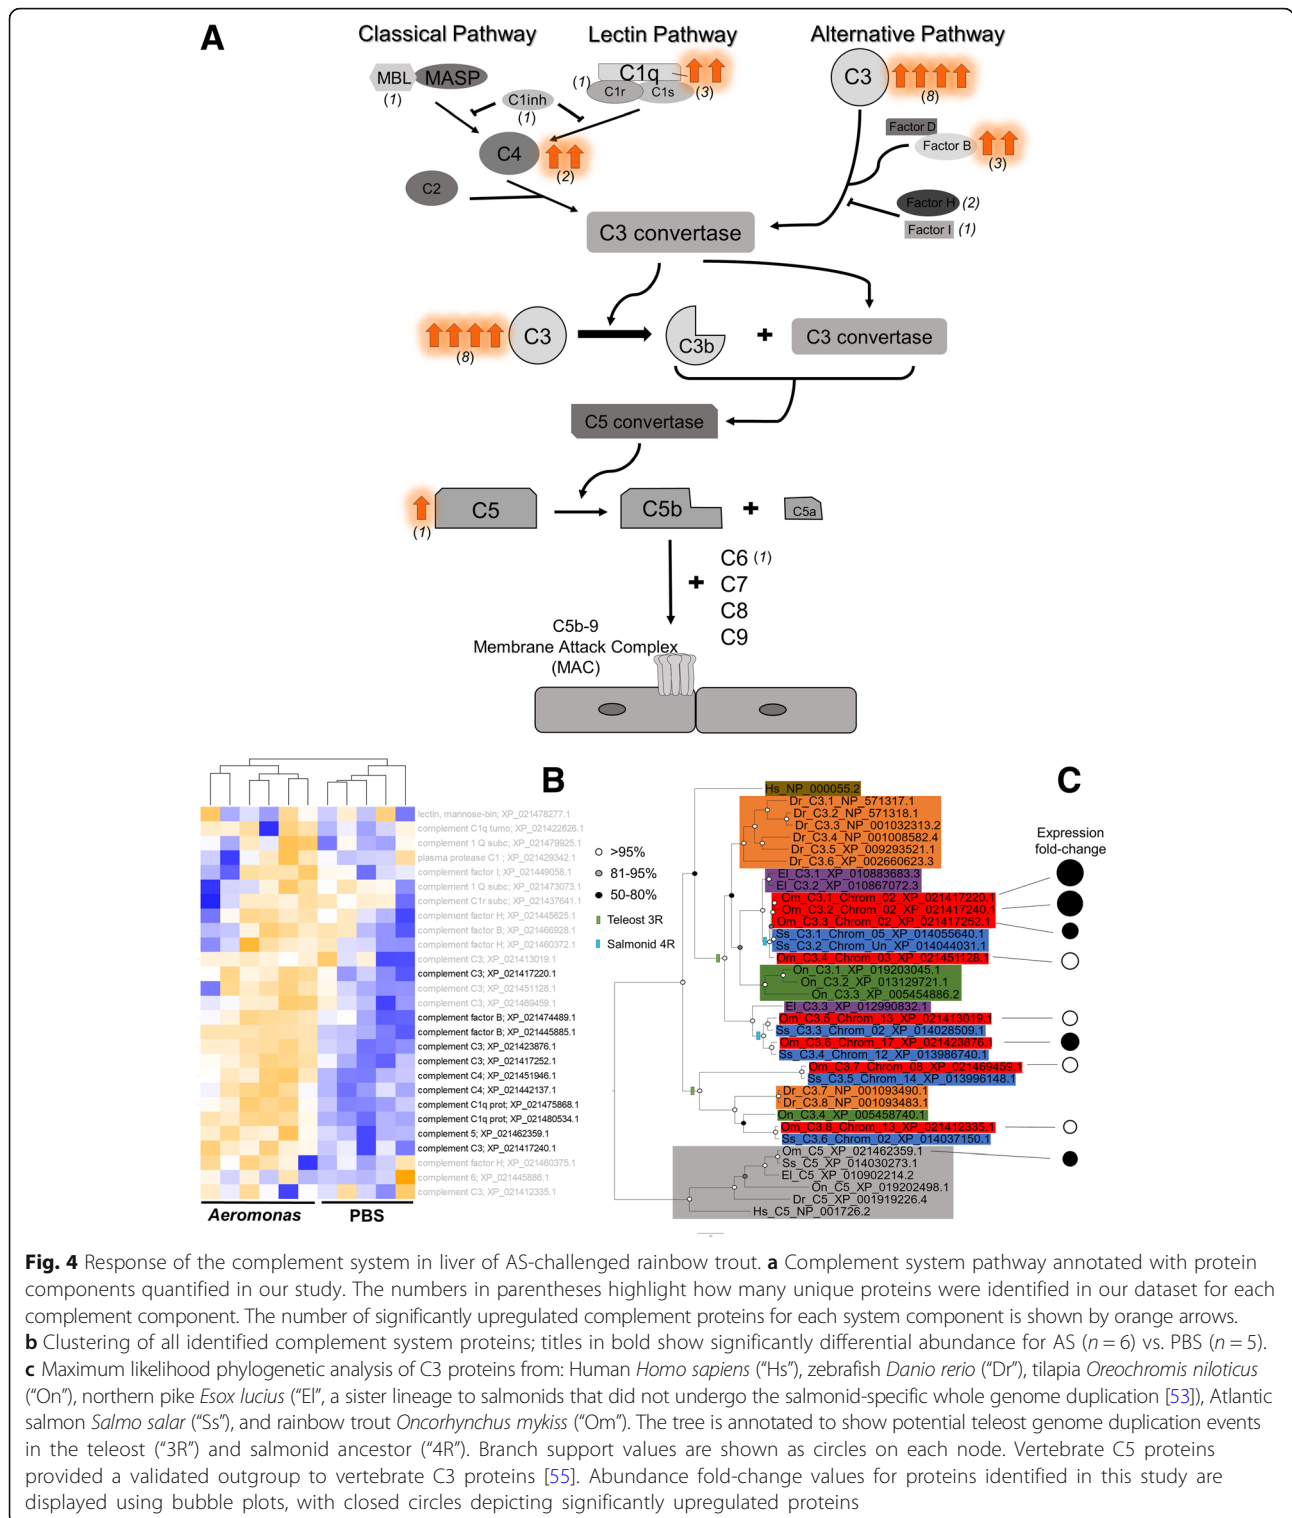 A
Classical Pathway
Lectin Pathway
Alternative Pathway
MBL
MASP
(1)
C1inh
(1)
C1q
(1)
C1r
C1s
(3)
C3
(8)
Factor D
Factor B
(3)
C4
(2)
C2
Factor H (2)
Factor I (1)
C3 convertase
C3
(8)
C3b
+
C3 convertase
C5 convertase
C5
(1)
C5b
+
C5a
+
C6 (1)
C7
C8
C9
C5b-9
Membrane Attack Complex
(MAC)
B
lectin, mannose-bin; XP_021478277.1
complement C1q tumo; XP_021422626.1
complement 1 Q subc; XP_021479925.1
plasma protease C1 ; XP_021429342.1
complement factor I; XP_021449058.1
complement 1 Q subc; XP_021473073.1
complement C1r subc; XP_021437641.1
complement factor H; XP_021445625.1
complement factor B; XP_021466928.1
complement factor H; XP_021460372.1
complement C3; XP_021413019.1
complement C3; XP_021417220.1
complement C3; XP_021451128.1
complement C3; XP_021469459.1
complement factor B; XP_021474489.1
complement factor B; XP_021445885.1
complement C3; XP_021423876.1
complement C3; XP_021417252.1
complement C4; XP_021451946.1
complement C4; XP_021442137.1
complement C1q prot; XP_021475868.1
complement C1q prot; XP_021480534.1
complement 5; XP_021462359.1
complement C3; XP_021417240.1
complement factor H; XP_021460375.1
complement 6; XP_021445886.1
complement C3; XP_021412335.1
Aeromonas
PBS
>95%
81-95%
50-80%
Teleost 3R
Salmonid 4R
C
Expression
fold-change
Hs_NP_000055.2
Dr_C3.1_NP_571317.1
Dr_C3.2_NP_571318.1
Dr_C3.3_NP_001032313.2
Dr_C3.4_NP_001008582.4
Dr_C3.5_XP_009293521.1
Dr_C3.6_XP_002660623.3
El_C3.1_XP_010883683.3
El_C3.2_XP_010867072.3
Om_C3.1_Chrom_02_XP_021417220.1
Om_C3.2_Chrom_02_XP_021417240.1
Om_C3.3_Chrom_02_XP_021417252.1
Ss_C3.1_Chrom_05_XP_014055640.1
Ss_C3.2_Chrom_Un_XP_014044031.1
Om_C3.4_Chrom_03_XP_021451128.1
On_C3.1_XP_019203045.1
On_C3.2_XP_013129721.1
On_C3.3_XP_005454886.2
El_C3.3_XP_012990832.1
Om_C3.5_Chrom_13_XP_021413019.1
Ss_C3.3_Chrom_02_XP_014028509.1
Om_C3.6_Chrom_17_XP_021423876.1
Ss_C3.4_Chrom_12_XP_013986740.1
Om_C3.7_Chrom_08_XP_021469459.1
Ss_C3.5_Chrom_14_XP_013996148.1
Dr_C3.7_NP_001093490.1
Dr_C3.8_NP_001093483.1
On_C3.4_XP_005458740.1
Om_C3.8_Chrom_13_XP_021412335.1
Ss_C3.6_Chrom_02_XP_014037150.1
Om_C5_XP_021462359.1
Ss_C5_XP_014030273.1
El_C5_XP_010902214.2
On_C5_XP_019202498.1
Dr_C5_XP_001919226.4
Hs_C5_NP_001726.2
Fig. 4 Response of the complement system in liver of AS-challenged rainbow trout. a Complement system pathway annotated with protein
components quantified in our study. The numbers in parentheses highlight how many unique proteins were identified in our dataset for each
complement component. The number of significantly upregulated complement proteins for each system component is shown by orange arrows.
b Clustering of all identified complement system proteins; titles in bold show significantly differential abundance for AS (n = 6) vs. PBS (n = 5).
c Maximum likelihood phylogenetic analysis of C3 proteins from: Human Homo sapiens (“Hs”), zebrafish Danio rerio (“Dr”), tilapia Oreochromis niloticus
(“On”), northern pike Esox lucius (“El”, a sister lineage to salmonids that did not undergo the salmonid-specific whole genome duplication [53]), Atlantic
salmon Salmo salar (“Ss”), and rainbow trout Oncorhynchus mykiss (“Om”). The tree is annotated to show potential teleost genome duplication events
in the teleost (“3R”) and salmonid ancestor (“4R”). Branch support values are shown as circles on each node. Vertebrate C5 proteins
provided a validated outgroup to vertebrate C3 proteins [55]. Abundance fold-change values for proteins identified in this study are
displayed using bubble plots, with closed circles depicting significantly upregulated proteins